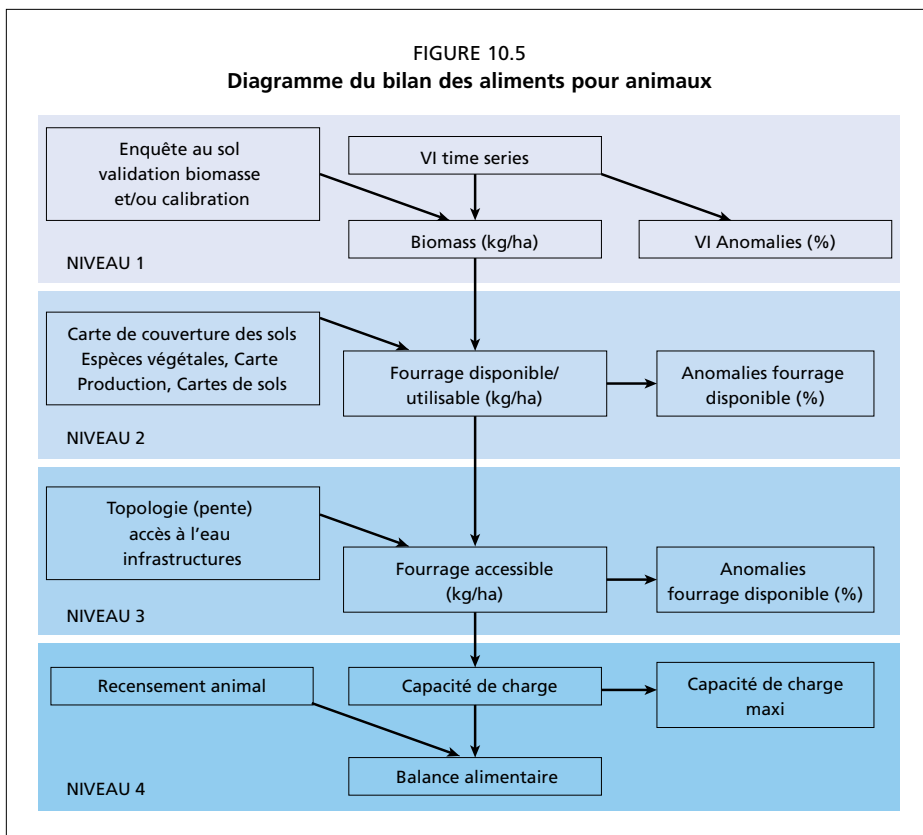 FIGURE 10.5
Diagramme du bilan des aliments pour animaux
Enquête au sol
validation biomasse
et/ou calibration
VI time series
Biomass (kg/ha)
VI Anomalies (%)
NIVEAU 1
Carte de couverture des sols
Espèces végétales, Carte
Production, Cartes de sols
Fourrage disponible/
utilisable (kg/ha)
Anomalies fourrage
disponible (%)
NIVEAU 2
Topologie (pente)
accès à l'eau
infrastructures
Fourrage accessible
(kg/ha)
Anomalies
fourrage disponible (%)
NIVEAU 3
Recensement animal
Capacité de charge
Capacité de charge
maxi
Balance alimentaire
NIVEAU 4